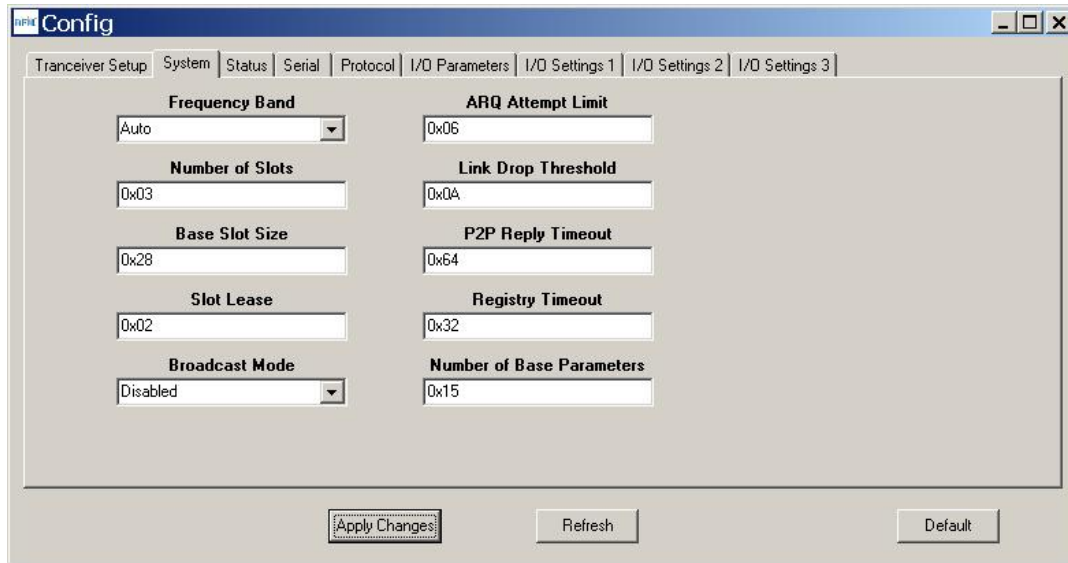 Config
Tranceiver Setup System Status Serial Protocol I/O Parameters I/O Settings 1 I/O Settings 2 I/O Settings 3
Frequency Band
Auto
Number of Slots
0x03
Base Slot Size
0x28
Slot Lease
0x02
Broadcast Mode
Disabled
ARQ Attempt Limit
0x06
Link Drop Threshold
0x0A
P2P Reply Timeout
0x64
Registry Timeout
0x32
Number of Base Parameters
0x15
Apply Changes Refresh Default